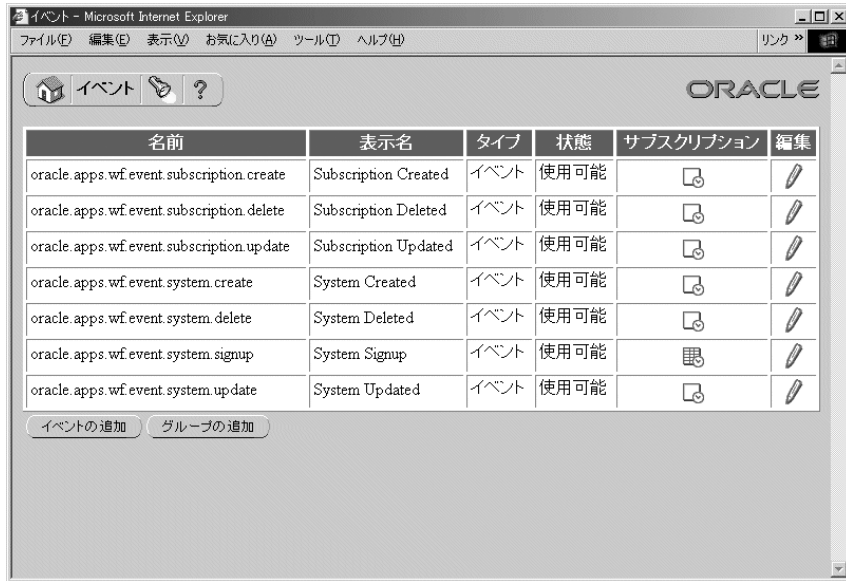 イベント - Microsoft Internet Explorer
ファイル(F) 編集(E) 表示(V) お気に入り(A) ツール(T) ヘルプ(H) リンク »
イベント ? ORACLE
名前 表示名 タイプ 状態 サブスクリプション 編集
oracle.apps.wf.event.subscription.create Subscription Created イベント 使用可能
oracle.apps.wf.event.subscription.delete Subscription Deleted イベント 使用可能
oracle.apps.wf.event.subscription.update Subscription Updated イベント 使用可能
oracle.apps.wf.event.system.create System Created イベント 使用可能
oracle.apps.wf.event.system.delete System Deleted イベント 使用可能
oracle.apps.wf.event.system.signup System Signup イベント 使用可能
oracle.apps.wf.event.system.update System Updated イベント 使用可能
イベントの追加 グループの追加